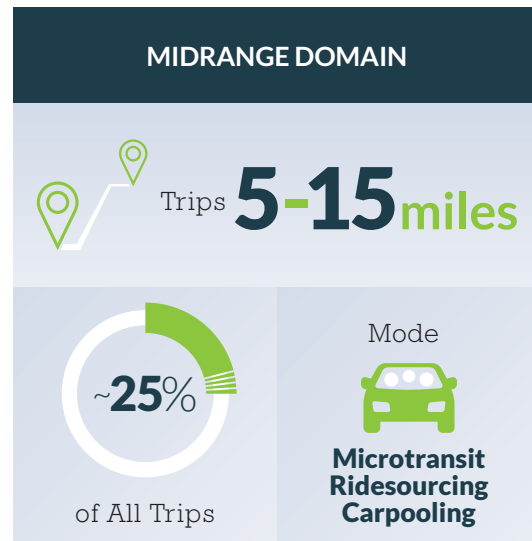 MIDRANGE DOMAIN
Trips 5-15 miles
~25%
of All Trips
Mode
Microtransit
Ridesourcing
Carpooling